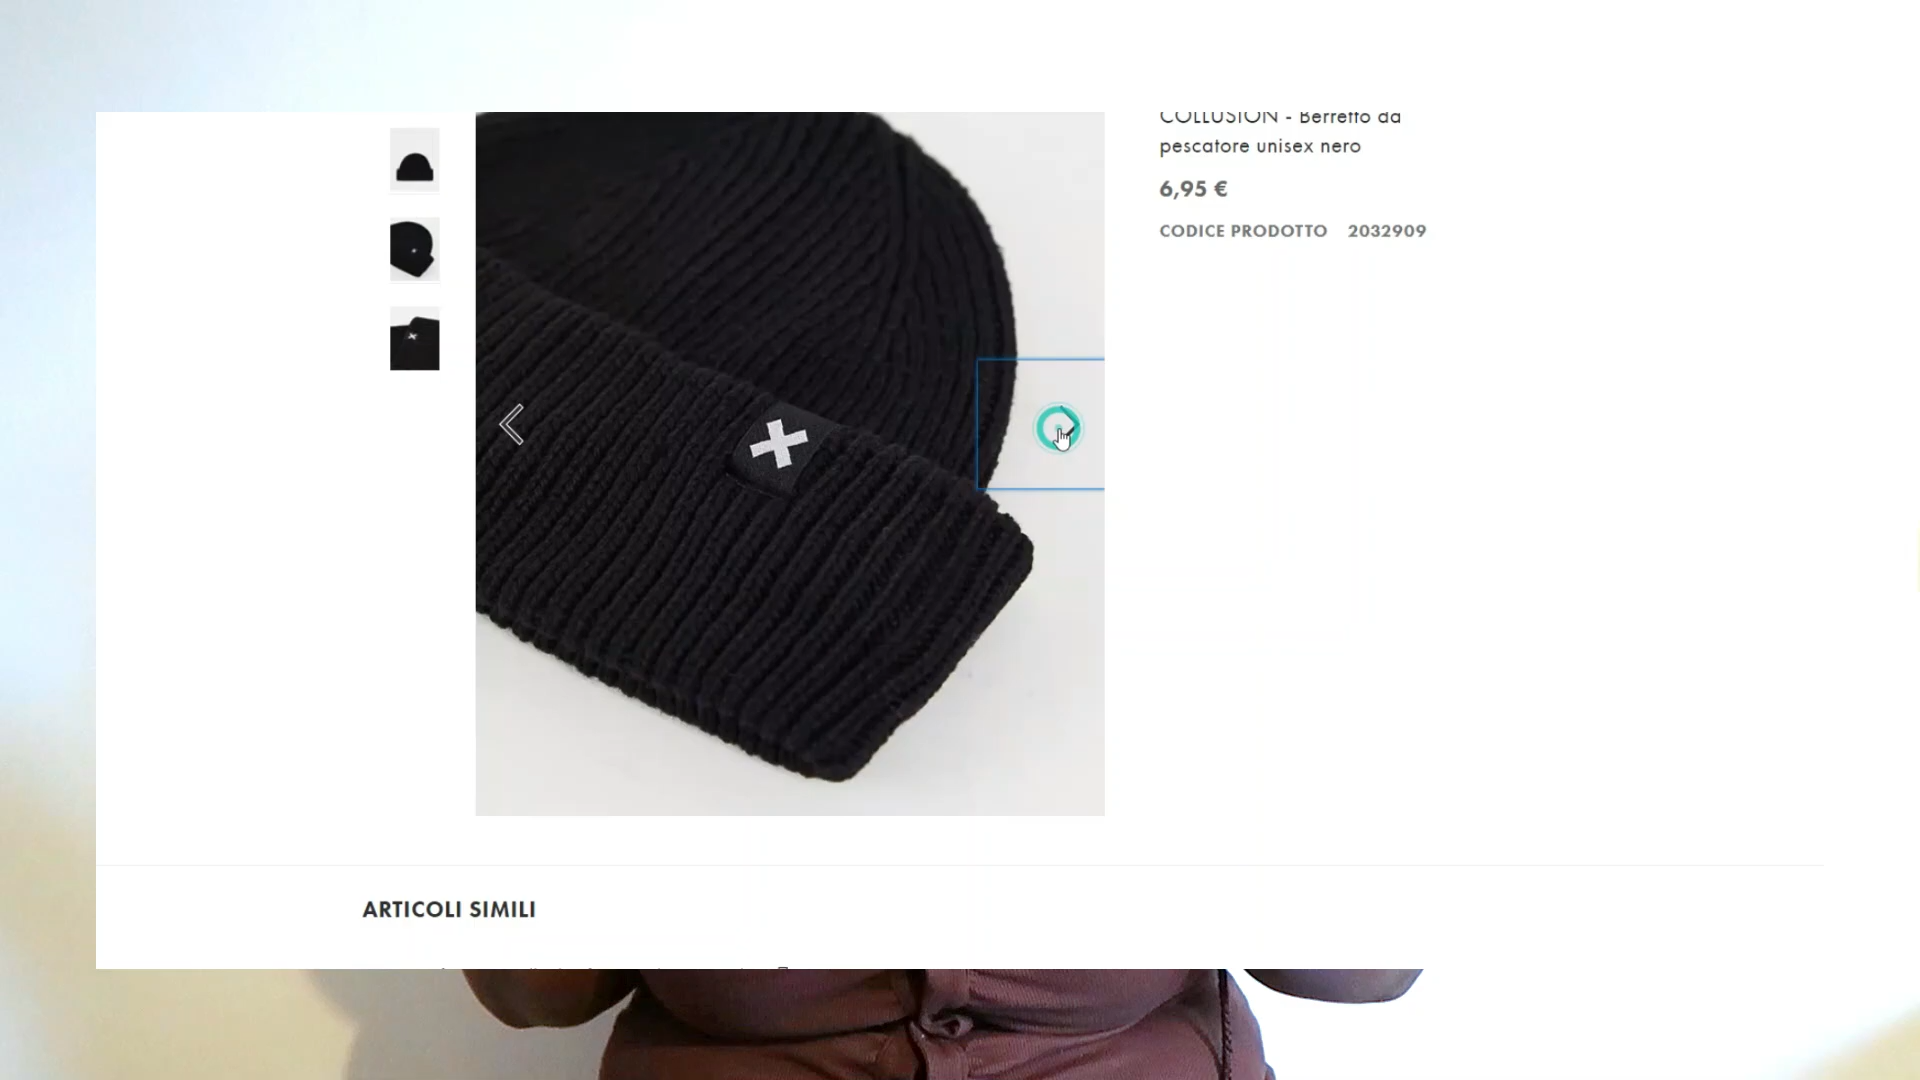 COLLUSION - Berretto da
pescatore unisex nero
6,95 €
CODICE PRODOTTO 2032909
ARTICOLI SIMILI